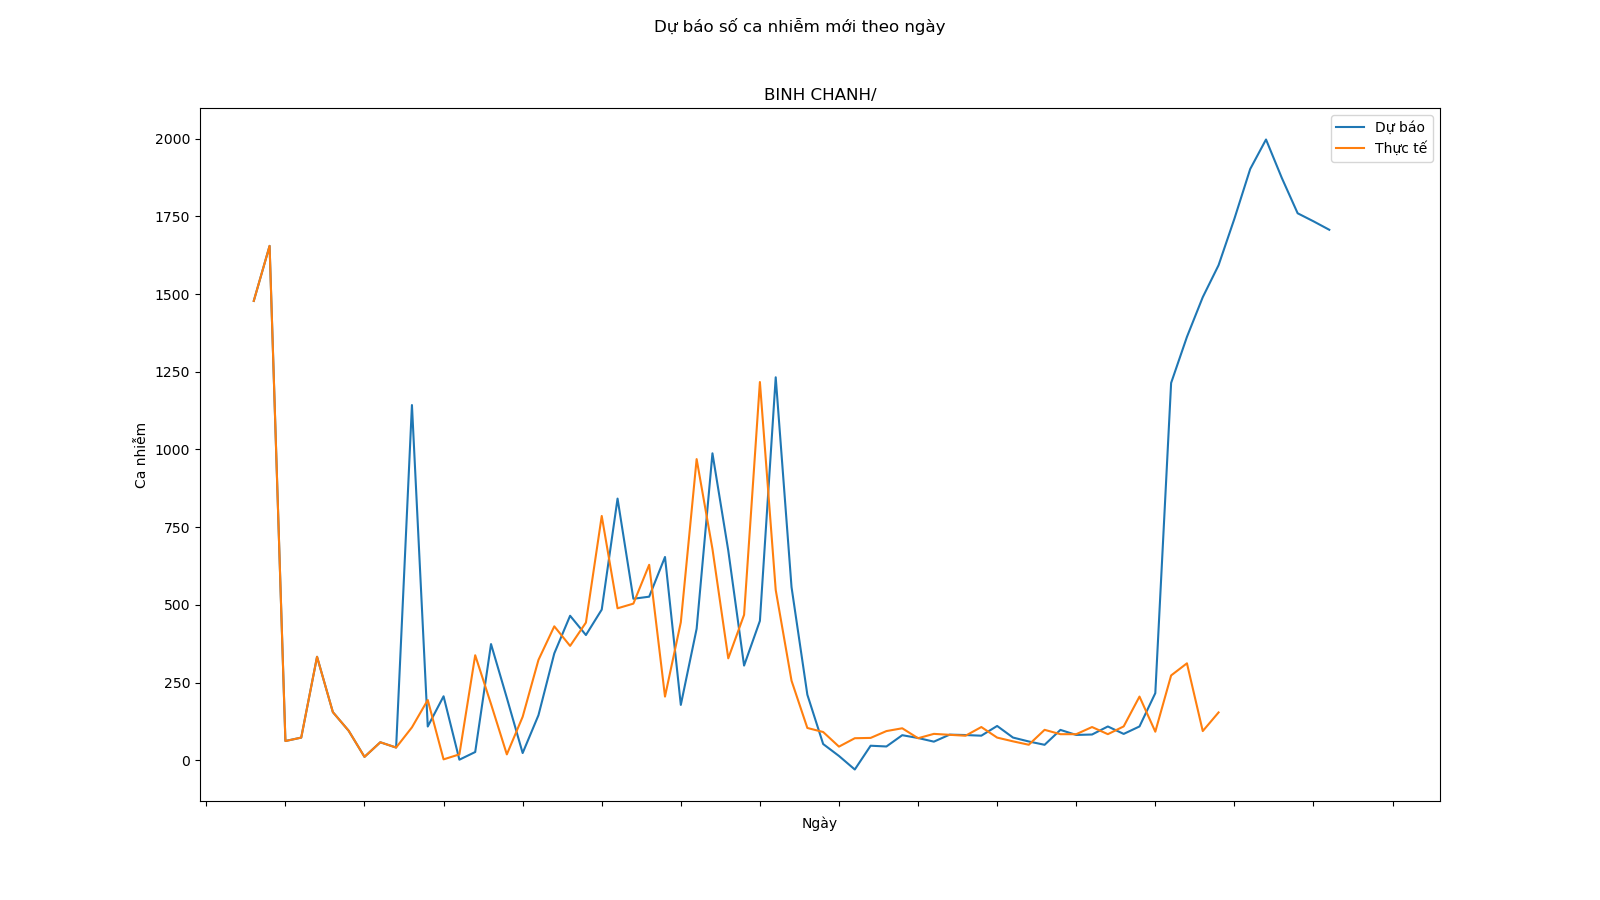 Dự báo số ca nhiễm mới theo ngày
BINH CHANH/
Dự báo
Thực tế
2000
1750
1500
1250
1000
750
500
250
0
Ca nhiễm
Ngày